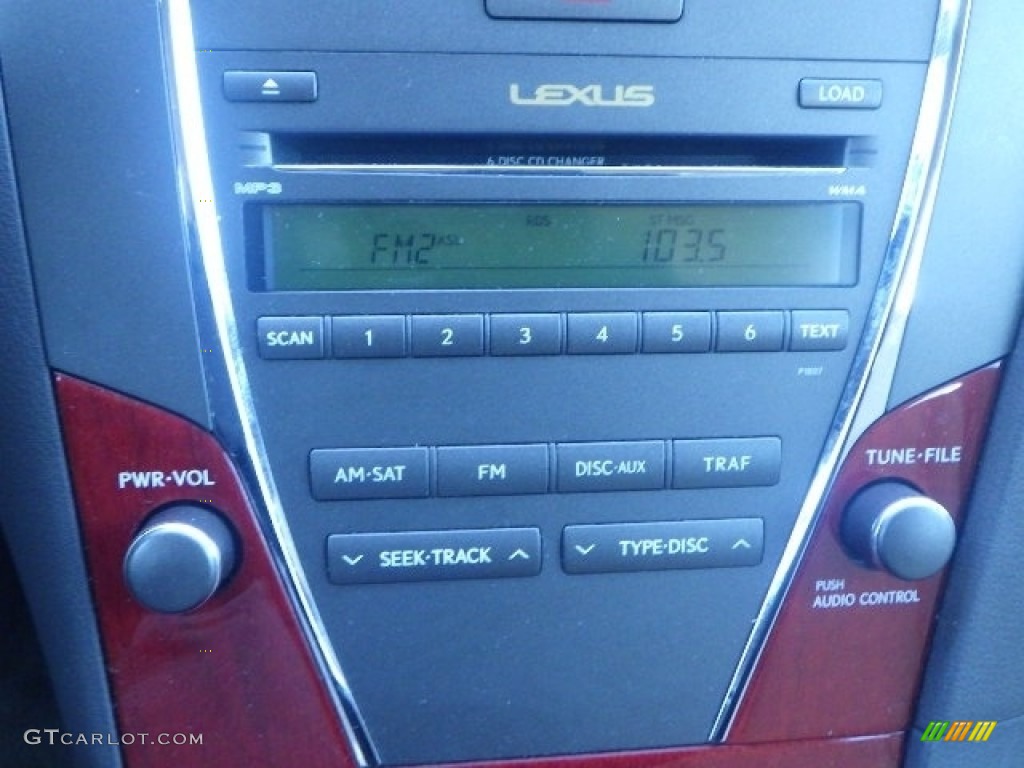 LEXUS
LOAD
6 DISC CD CHANGER
MP3 WMA
RDS ST MSG
FM2 103.5
SCAN 1 2 3 4 5 6 TEXT
AM·SAT FM DISC·AUX TRAF
PWR·VOL TUNE·FILE
SEEK·TRACK TYPE·DISC
PUSH
AUDIO CONTROL
GTCARLOT.COM